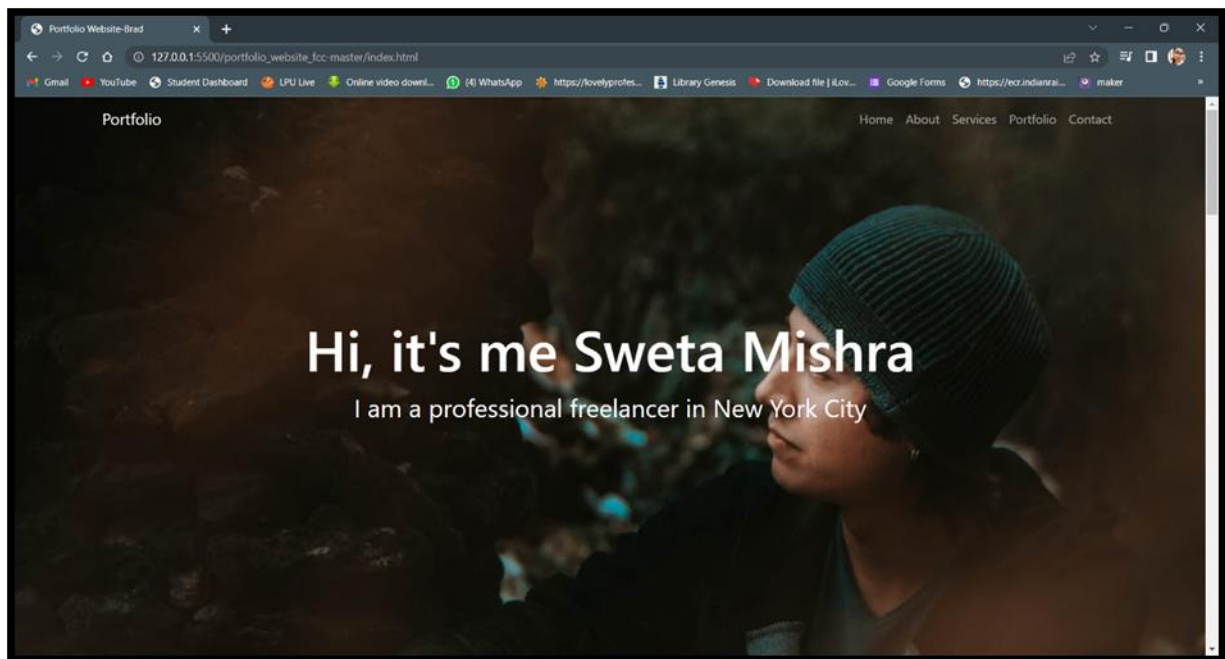 Portfolio Website-Brad
127.0.0.1:5500/portfolio_website_fcc-master/index.html
Gmail YouTube Student Dashboard LPU Live Online video downl... (4) WhatsApp https://lovelyprofes... Library Genesis Download file | iLov... Google Forms https://ecr.indianrai... maker
Portfolio Home About Services Portfolio Contact
Hi, it's me Sweta Mishra
I am a professional freelancer in New York City